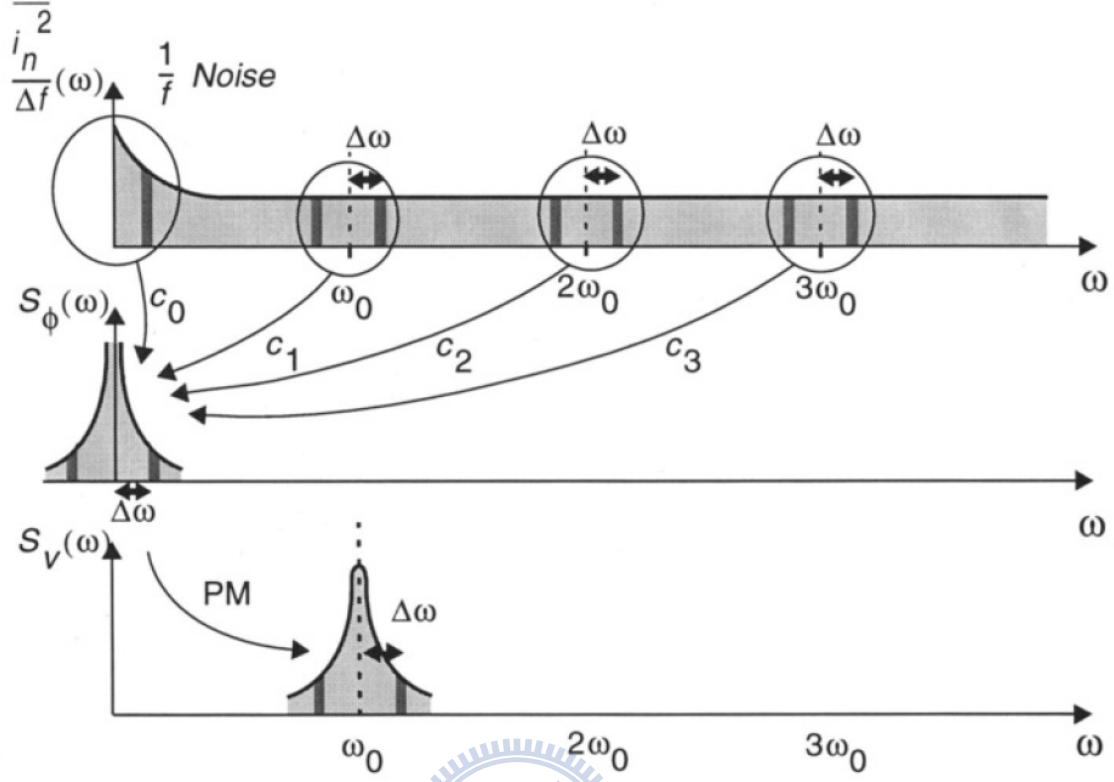 i_n^2/Δf (ω)
1/f Noise
Δω
Δω
Δω
ω0
2ω0
3ω0
ω
c0
c1
c2
c3
Sϕ(ω)
Δω
ω
Sv(ω)
PM
Δω
ω0
2ω0
3ω0
ω